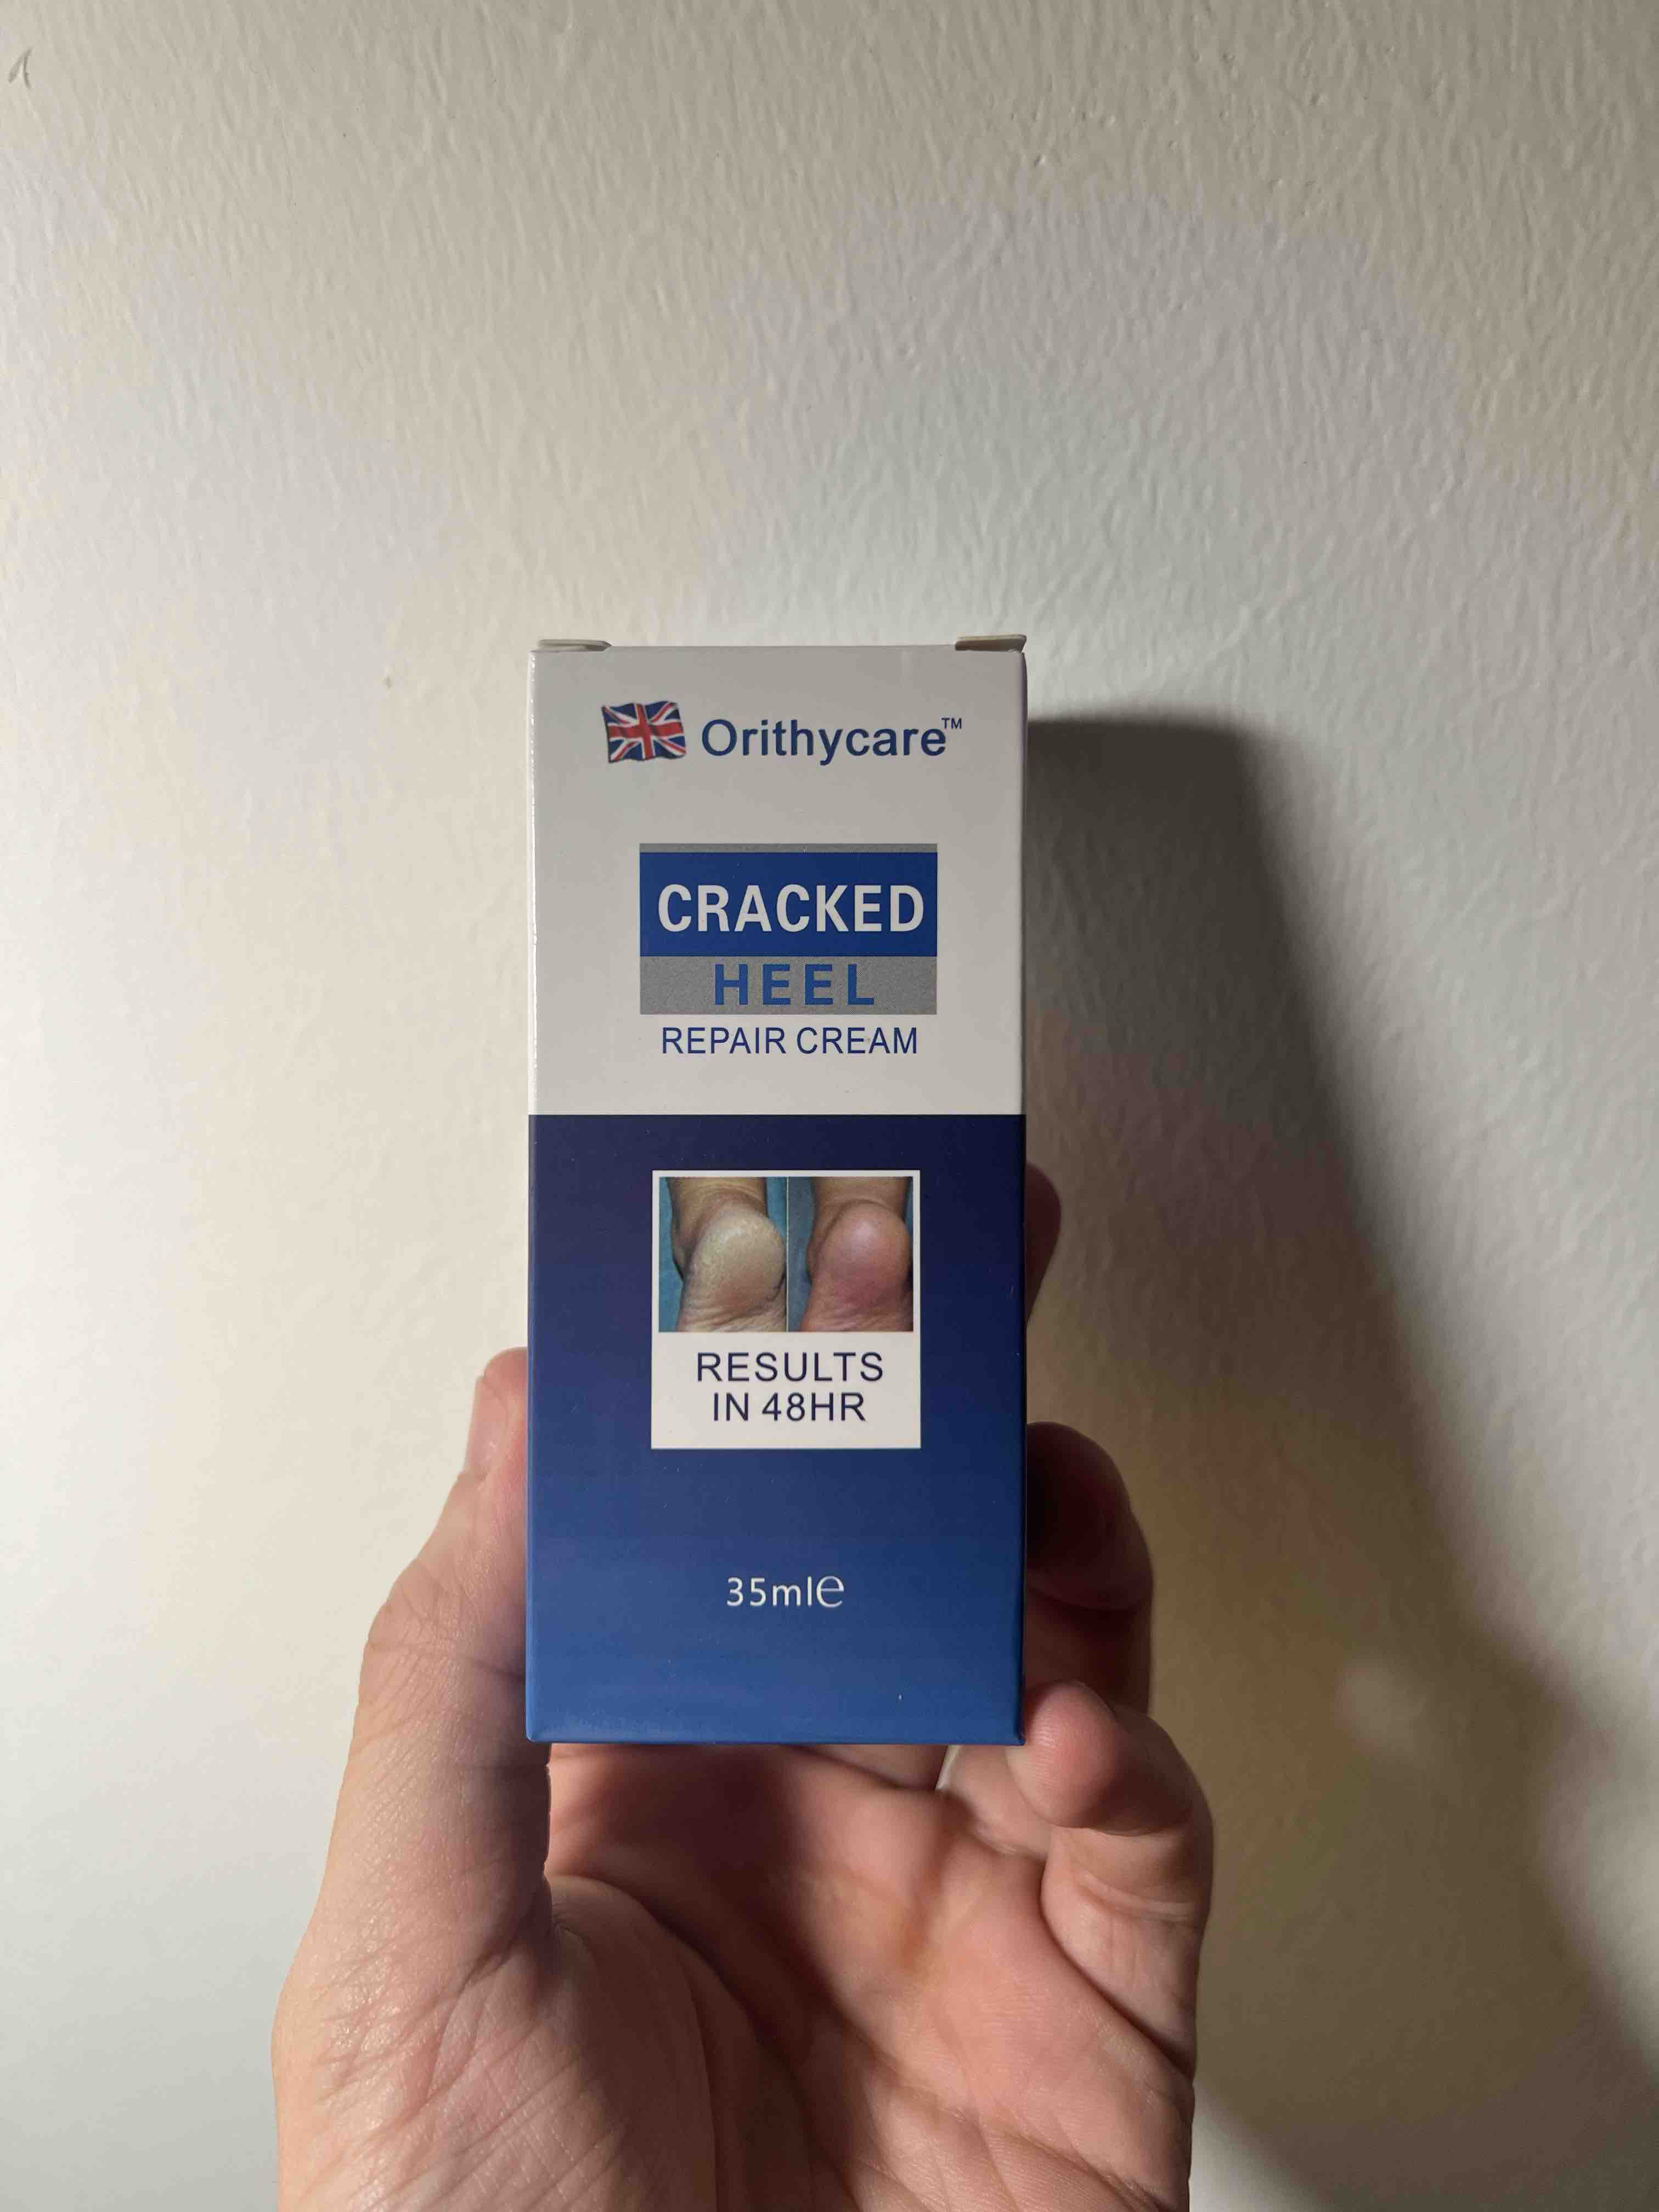 Orithycare™
CRACKED
HEEL
REPAIR CREAM
RESULTS
IN 48HR
35ml℮